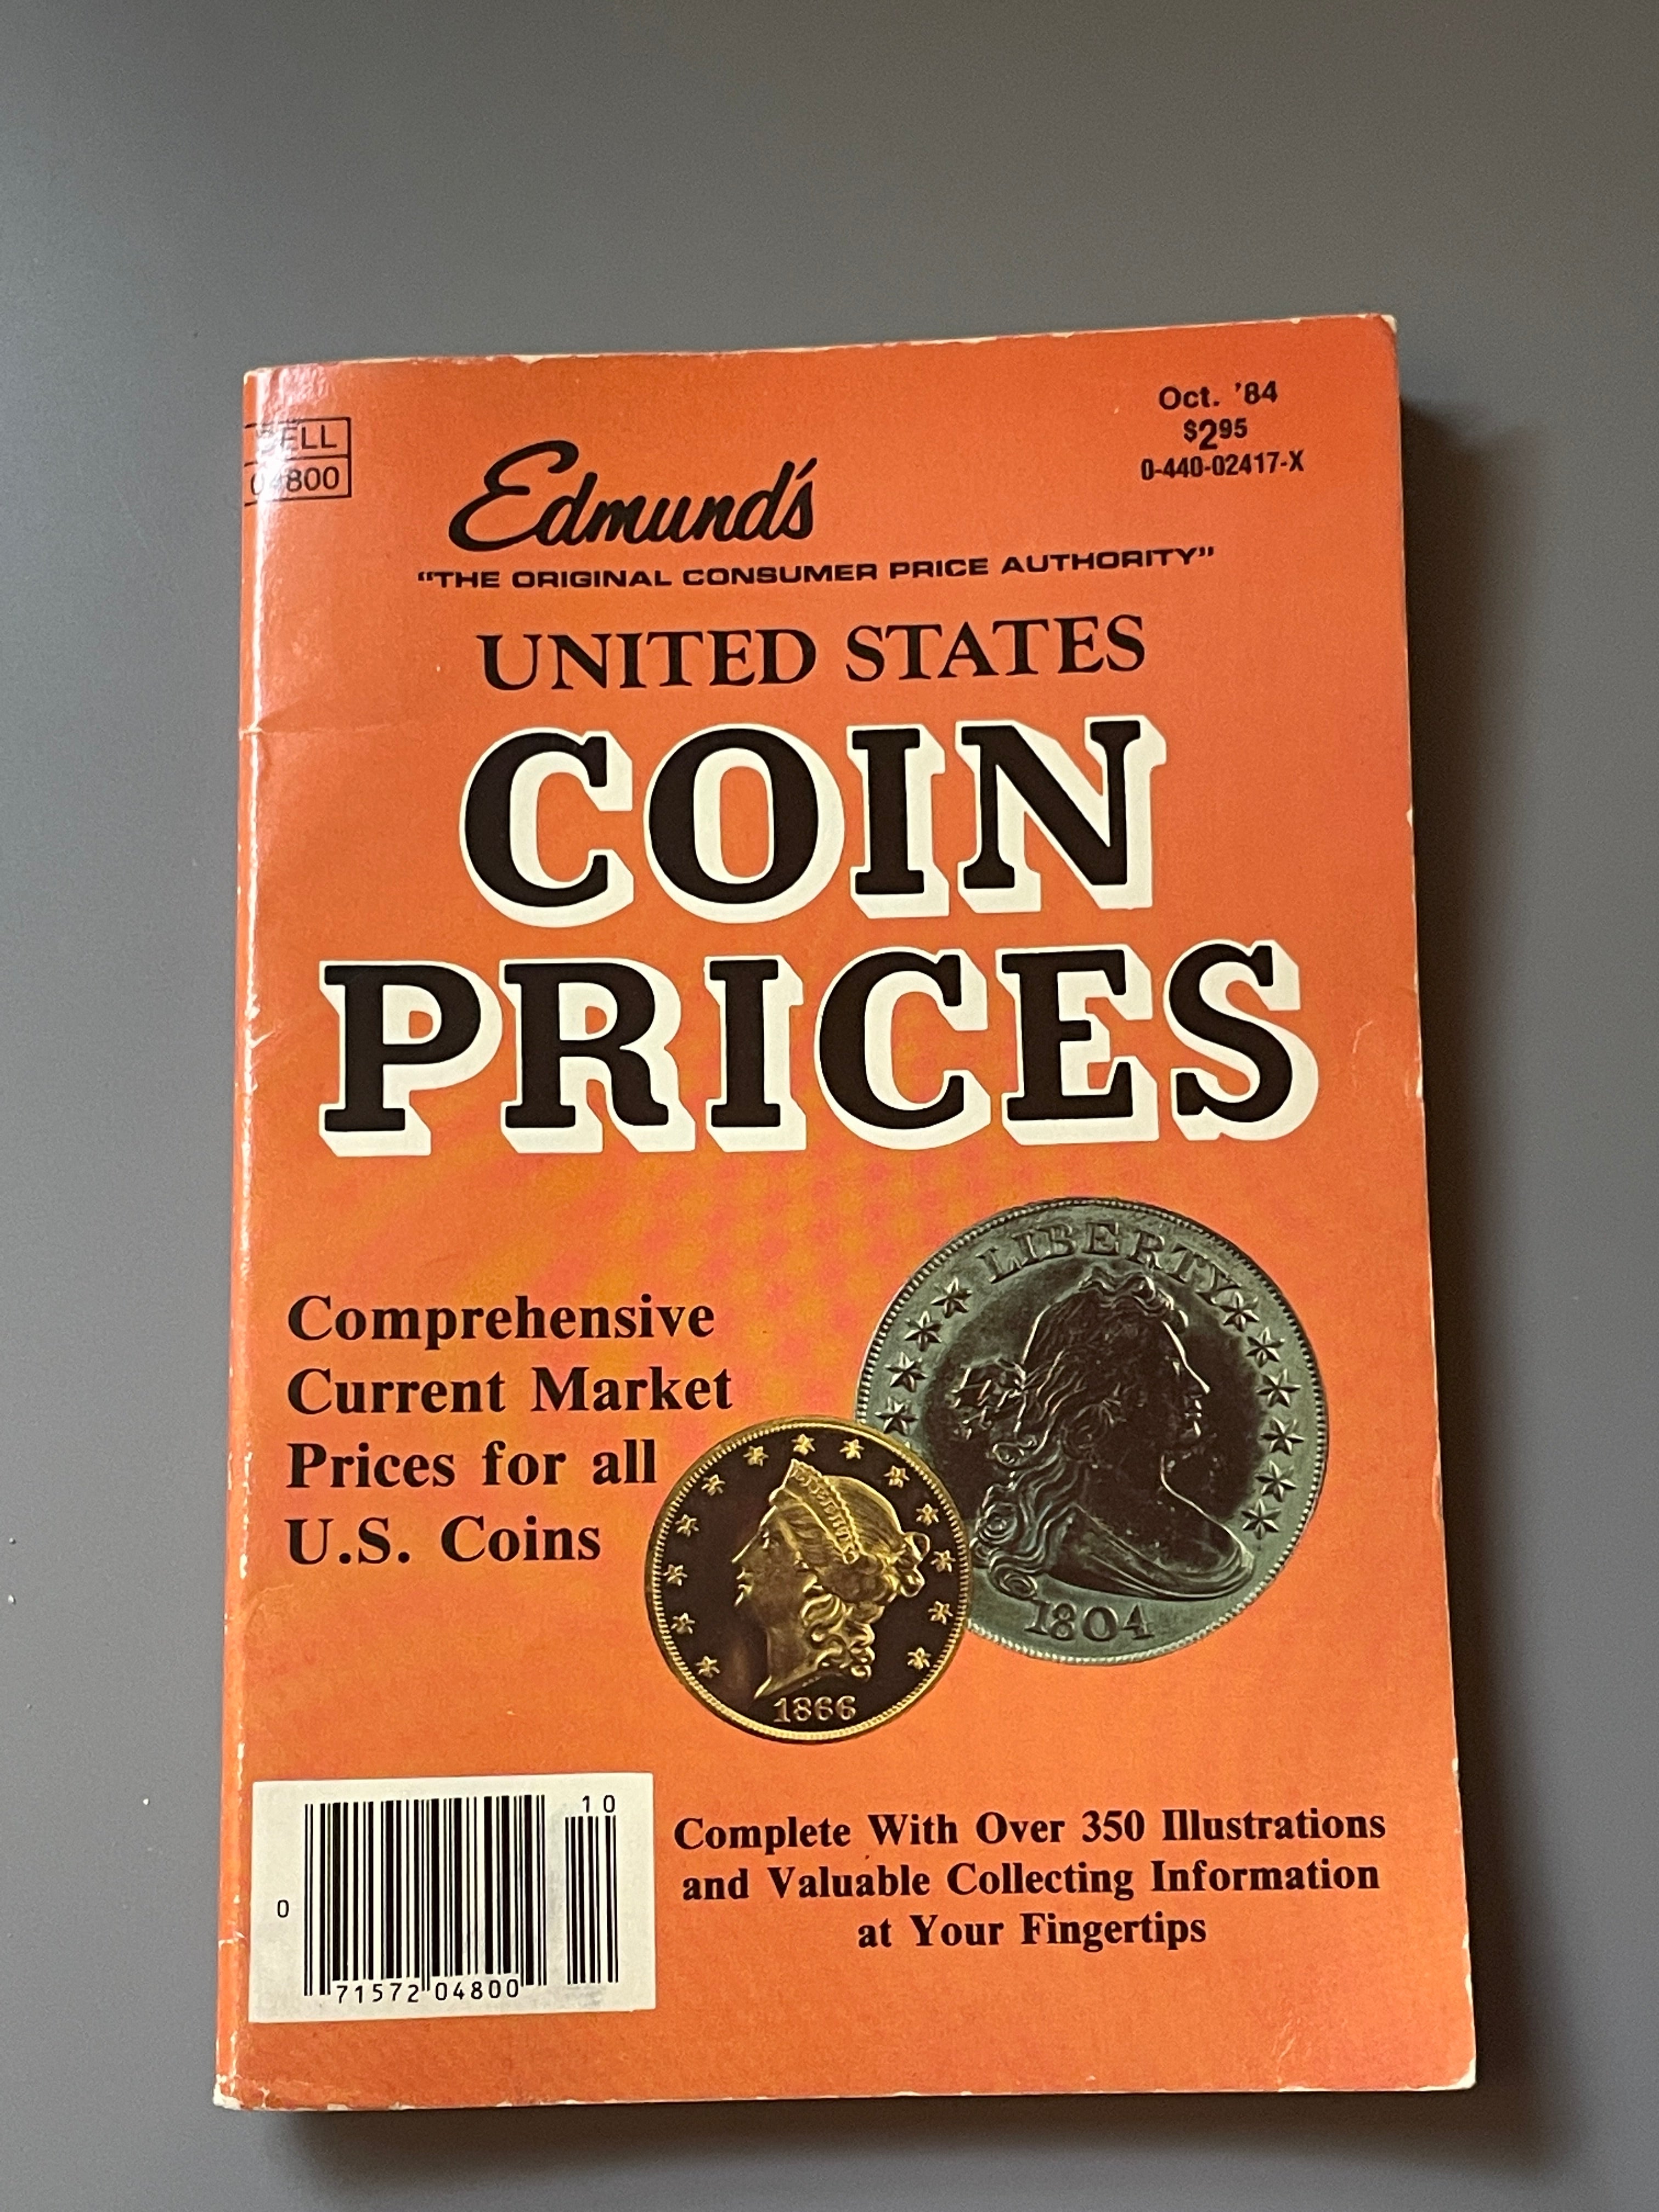 Oct. '84
$2.95
0-440-02417-X
DELL
04800
Edmund's
"THE ORIGINAL CONSUMER PRICE AUTHORITY"
UNITED STATES
COIN
PRICES
Comprehensive
Current Market
Prices for all
U.S. Coins
LIBERTY
1804
LIBERTY
1866
10
0 71572 04800
Complete With Over 350 Illustrations
and Valuable Collecting Information
at Your Fingertips